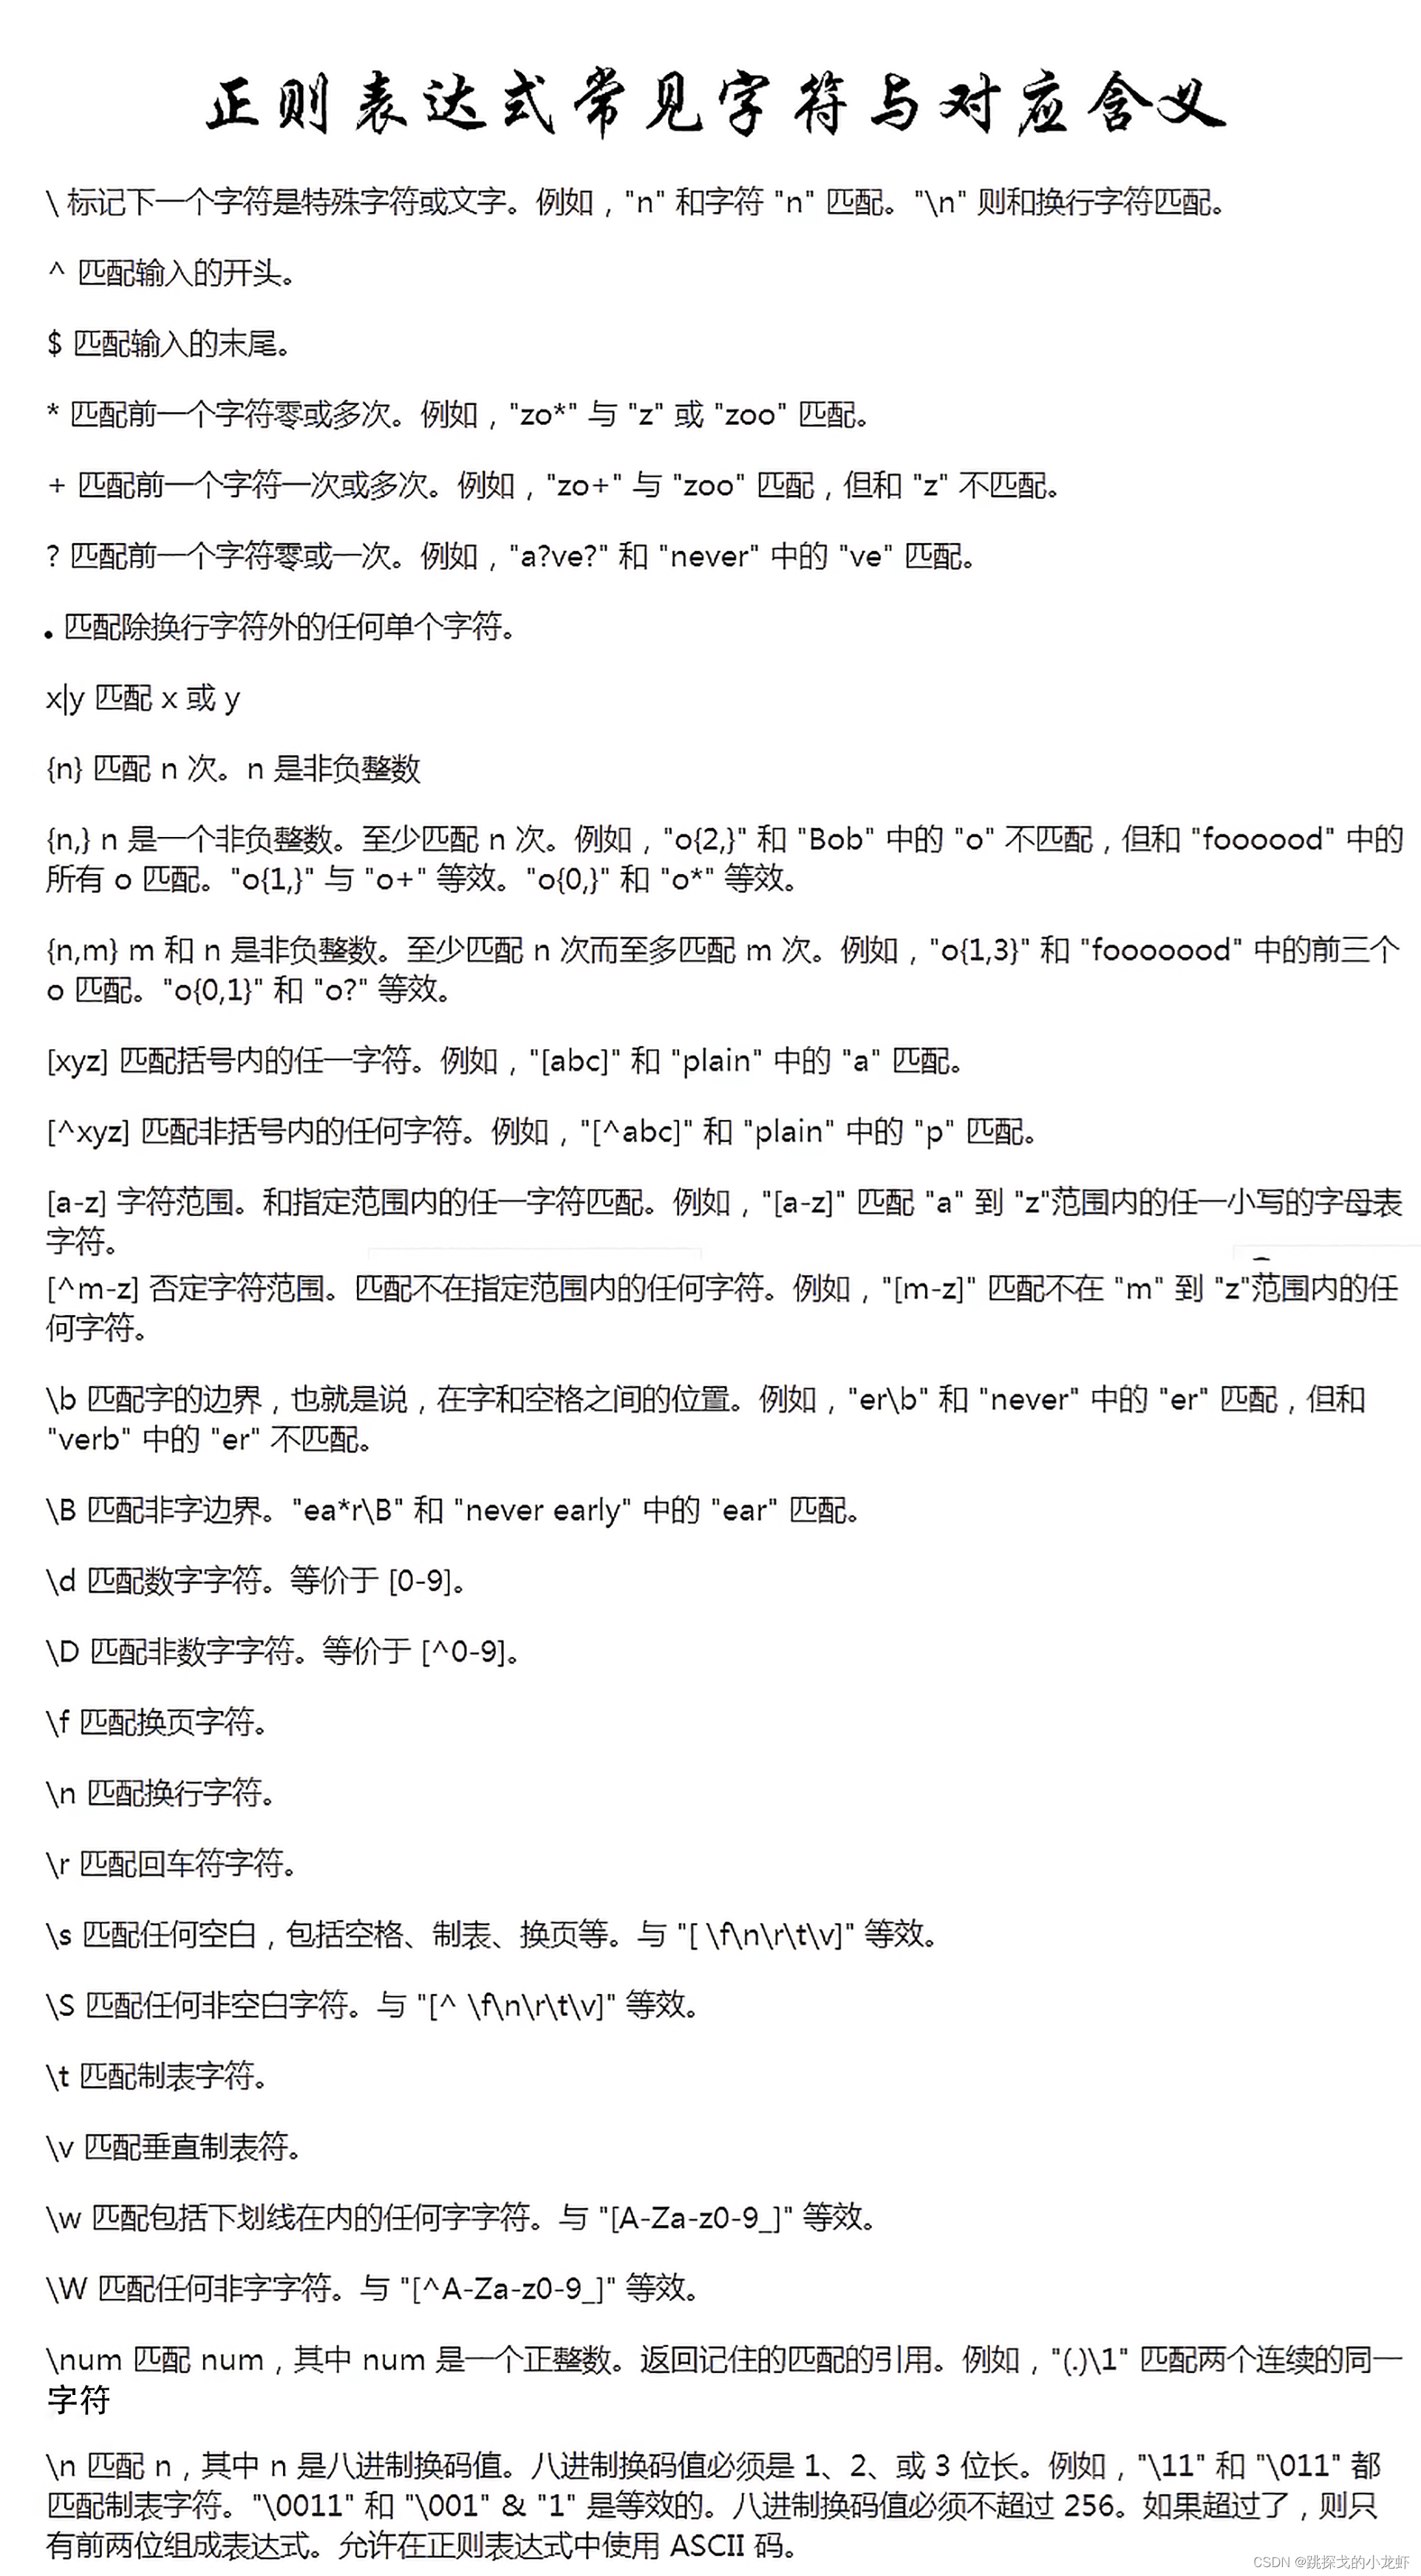 正则表达式常见字符与对应含义
\ 标记下一个字符是特殊字符或文字。例如，"n" 和字符 "n" 匹配。"\n" 则和换行字符匹配。
^ 匹配输入的开头。
$ 匹配输入的末尾。
* 匹配前一个字符零或多次。例如，"zo*" 与 "z" 或 "zoo" 匹配。
+ 匹配前一个字符一次或多次。例如，"zo+" 与 "zoo" 匹配，但和 "z" 不匹配。
? 匹配前一个字符零或一次。例如，"a?ve?" 和 "never" 中的 "ve" 匹配。
. 匹配除换行字符外的任何单个字符。
x|y 匹配 x 或 y
{n} 匹配 n 次。n 是非负整数
{n,} n 是一个非负整数。至少匹配 n 次。例如，"o{2,}" 和 "Bob" 中的 "o" 不匹配，但和 "foooood" 中的
所有 o 匹配。"o{1,}" 与 "o+" 等效。"o{0,}" 和 "o*" 等效。
{n,m} m 和 n 是非负整数。至少匹配 n 次而至多匹配 m 次。例如，"o{1,3}" 和 "fooooood" 中的前三个
o 匹配。"o{0,1}" 和 "o?" 等效。
[xyz] 匹配括号内的任一字符。例如，"[abc]" 和 "plain" 中的 "a" 匹配。
[^xyz] 匹配非括号内的任何字符。例如，"[^abc]" 和 "plain" 中的 "p" 匹配。
[a-z] 字符范围。和指定范围内的任一字符匹配。例如，"[a-z]" 匹配 "a" 到 "z"范围内的任一小写的字母表
字符。
[^m-z] 否定字符范围。匹配不在指定范围内的任何字符。例如，"[m-z]" 匹配不在 "m" 到 "z"范围内的任
何字符。
\b 匹配字的边界，也就是说，在字和空格之间的位置。例如，"er\b" 和 "never" 中的 "er" 匹配，但和
"verb" 中的 "er" 不匹配。
\B 匹配非字边界。"ea*r\B" 和 "never early" 中的 "ear" 匹配。
\d 匹配数字字符。等价于 [0-9]。
\D 匹配非数字字符。等价于 [^0-9]。
\f 匹配换页字符。
\n 匹配换行字符。
\r 匹配回车符字符。
\s 匹配任何空白，包括空格、制表、换页等。与 "[ \f\n\r\t\v]" 等效。
\S 匹配任何非空白字符。与 "[^ \f\n\r\t\v]" 等效。
\t 匹配制表字符。
\v 匹配垂直制表符。
\w 匹配包括下划线在内的任何字字符。与 "[A-Za-z0-9_]" 等效。
\W 匹配任何非字字符。与 "[^A-Za-z0-9_]" 等效。
\num 匹配 num，其中 num 是一个正整数。返回记住的匹配的引用。例如，"(.)\1" 匹配两个连续的同一
字符
\n 匹配 n，其中 n 是八进制换码值。八进制换码值必须是 1、2、或 3 位长。例如，"\11" 和 "\011" 都
匹配制表字符。"\0011" 和 "\001" & "1" 是等效的。八进制换码值必须不超过 256。如果超过了，则只
有前两位组成表达式。允许在正则表达式中使用 ASCII 码。
CSDN @跳探戈的小龙虾